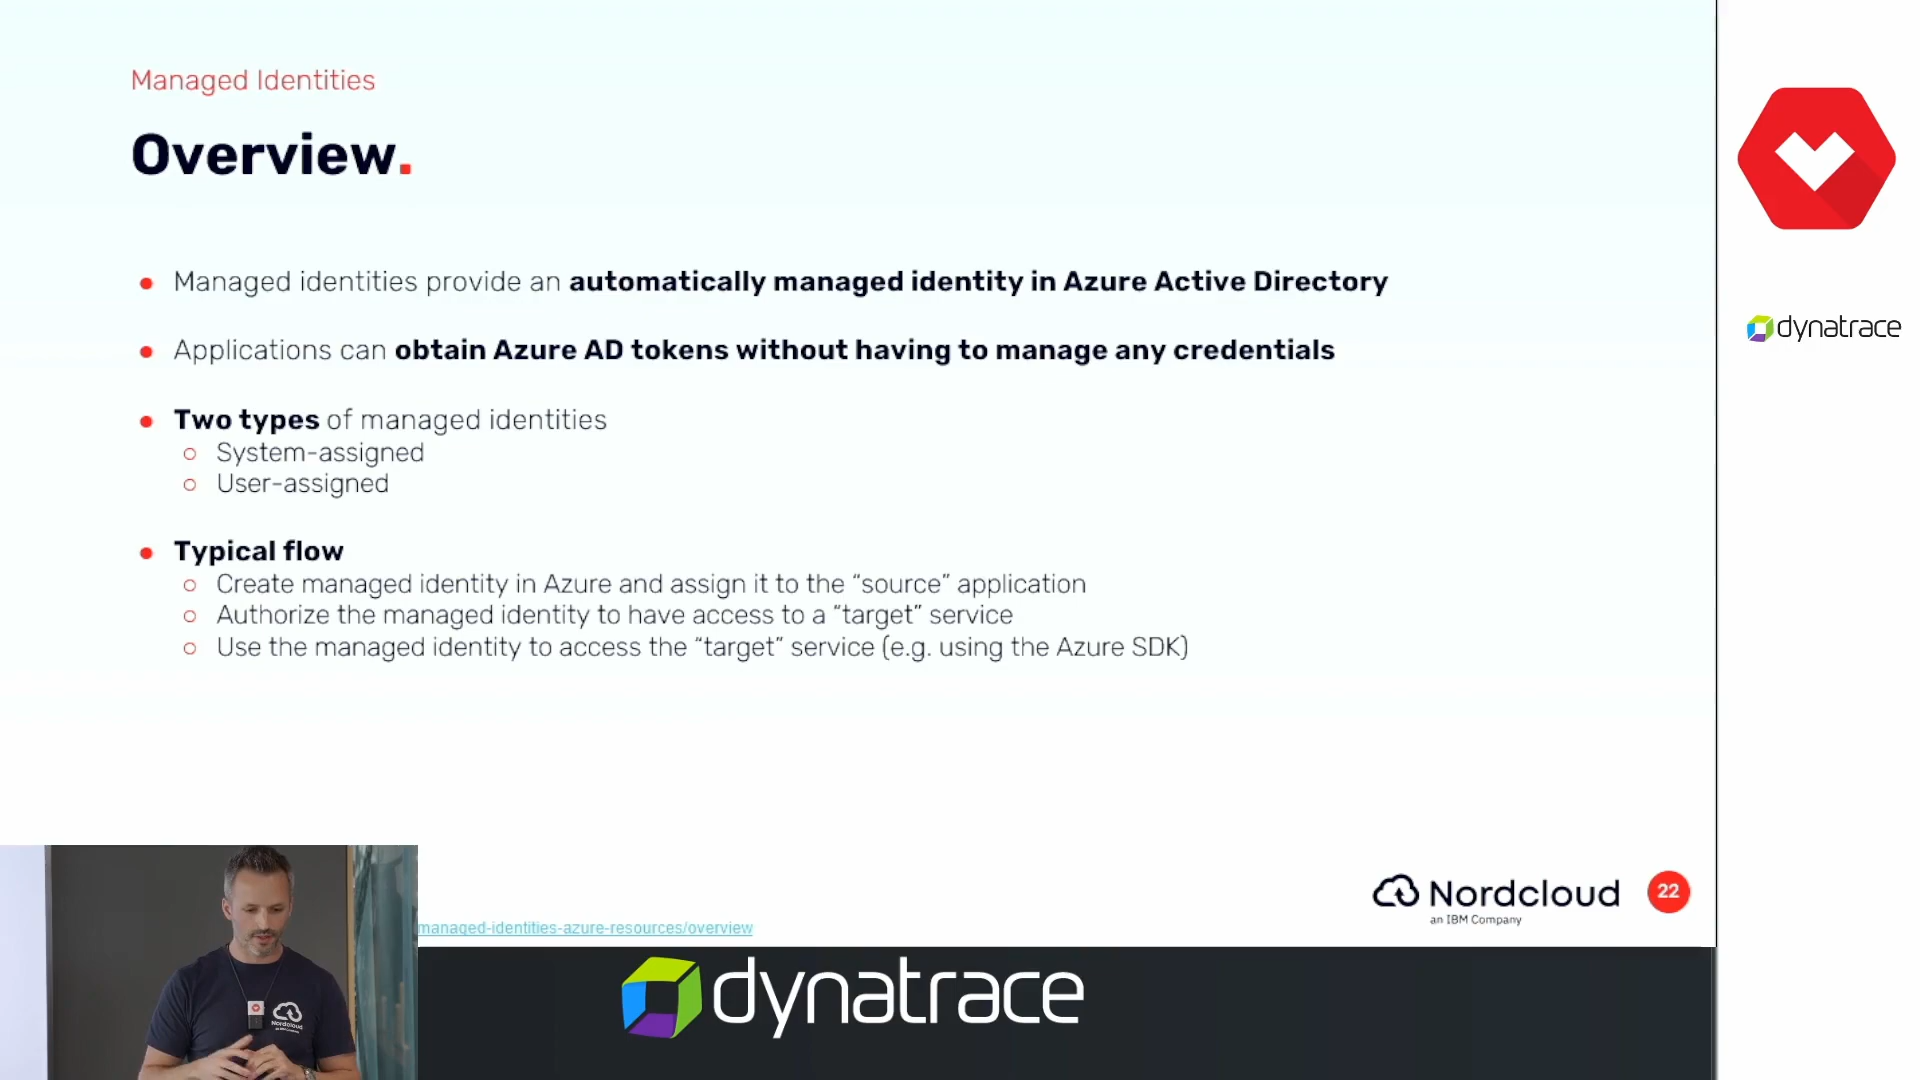 Managed Identities
Overview.
Managed identities provide an automatically managed identity in Azure Active Directory
Applications can obtain Azure AD tokens without having to manage any credentials
Two types of managed identities
System-assigned
User-assigned
Typical flow
Create managed identity in Azure and assign it to the “source” application
Authorize the managed identity to have access to a “target” service
Use the managed identity to access the “target” service (e.g. using the Azure SDK)
managed-identities-azure-resources/overview
Nordcloud
an IBM Company
22
dynatrace
dynatrace
Nordcloud